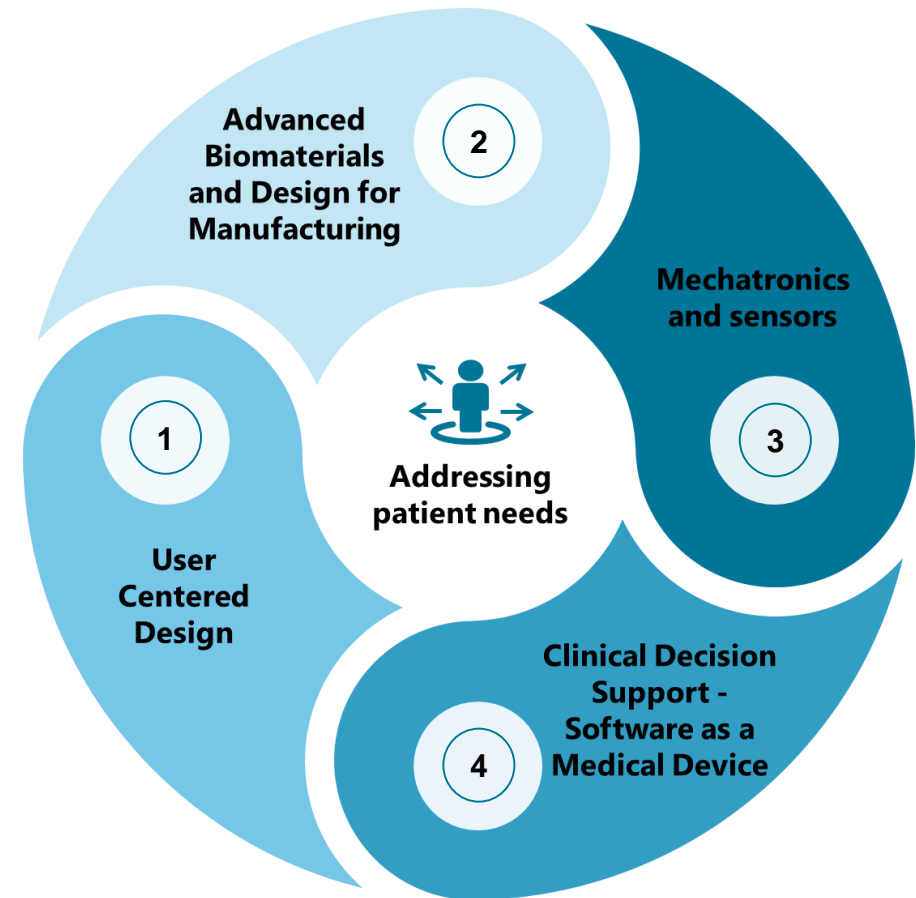 1
User
Centered
Design
2
Advanced
Biomaterials
and Design for
Manufacturing
3
Mechatronics
and sensors
4
Clinical Decision
Support -
Software as a
Medical Device
Addressing
patient needs